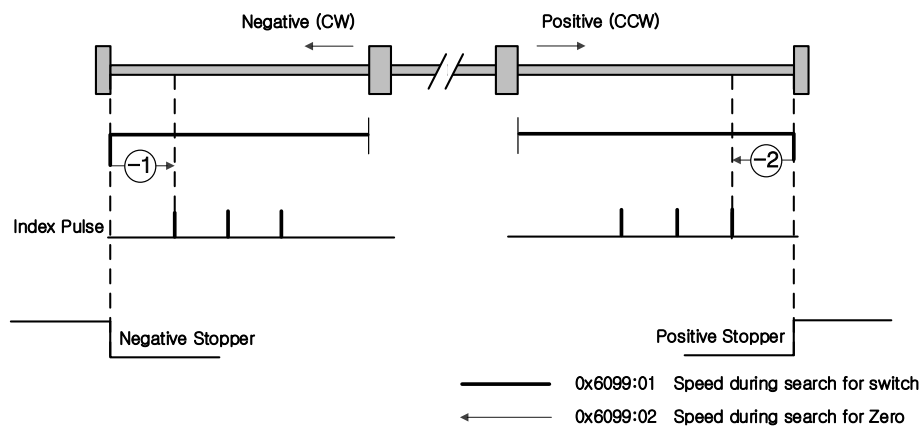 Negative (CW)
Positive (CCW)
-1
-2
Index Pulse
Negative Stopper
Positive Stopper
0x6099:01 Speed during search for switch
0x6099:02 Speed during search for Zero